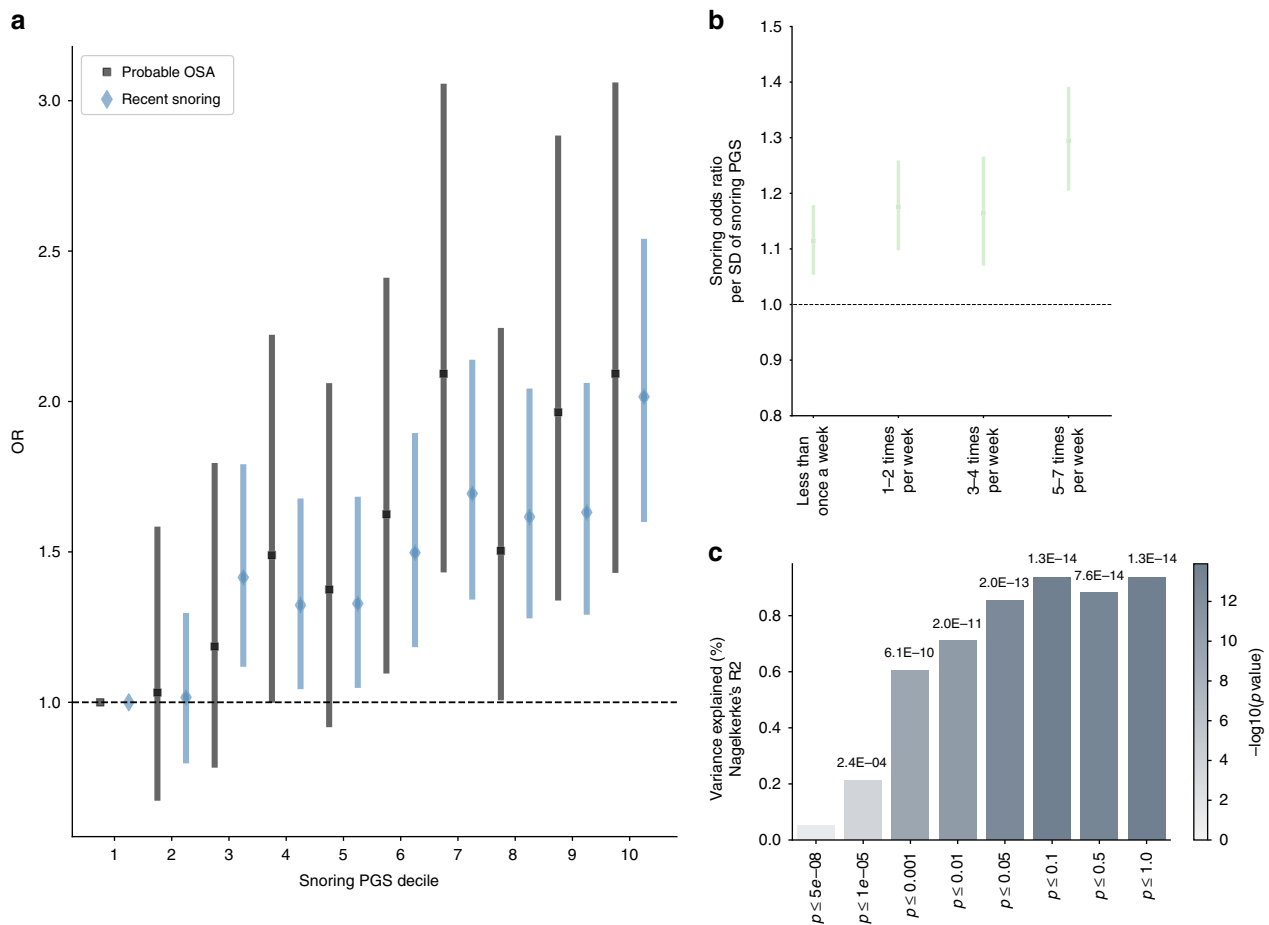 a
Probable OSA
Recent snoring
OR
3.0
2.5
2.0
1.5
1.0
1
2
3
4
5
6
7
8
9
10
Snoring PGS decile
b
Snoring odds ratio
per SD of snoring PGS
1.5
1.4
1.3
1.2
1.1
1.0
0.9
0.8
Less than
once a week
1–2 times
per week
3–4 times
per week
5–7 times
per week
c
Variance explained (%)
Nagelkerke's R2
0.8
0.6
0.4
0.2
0.0
2.4E–04
6.1E–10
2.0E–11
2.0E–13
1.3E–14
7.6E–14
1.3E–14
p ≤ 5e−08
p ≤ 1e−05
p ≤ 0.001
p ≤ 0.01
p ≤ 0.05
p ≤ 0.1
p ≤ 0.5
p ≤ 1.0
12
10
8
6
4
2
0
–log10(p value)